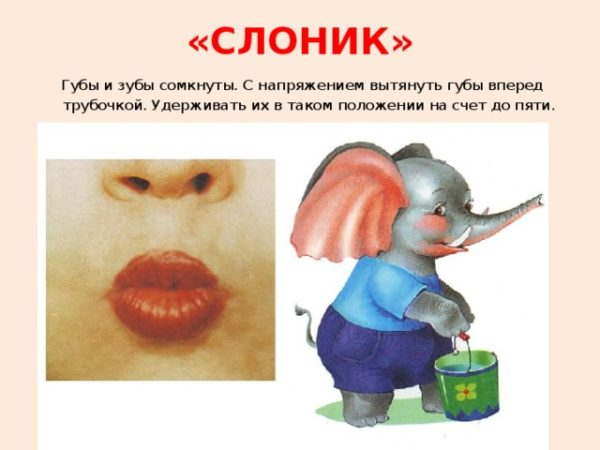 «СЛОНИК»
Губы и зубы сомкнуты. С напряжением вытянуть губы вперед
трубочкой. Удерживать их в таком положении на счет до пяти.